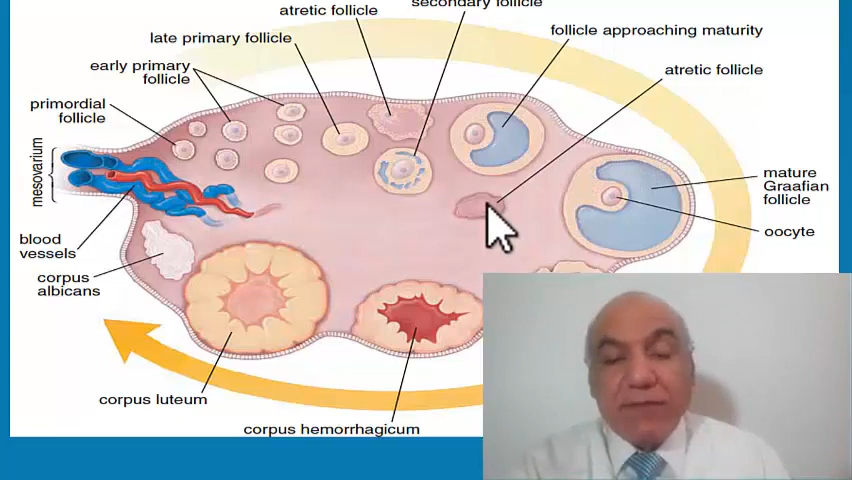 secondary follicle
atretic follicle
follicle approaching maturity
late primary follicle
early primary
follicle
atretic follicle
primordial
follicle
mesovarium
mature
Graafian
follicle
oocyte
blood
vessels
corpus
albicans
corpus luteum
corpus hemorrhagicum